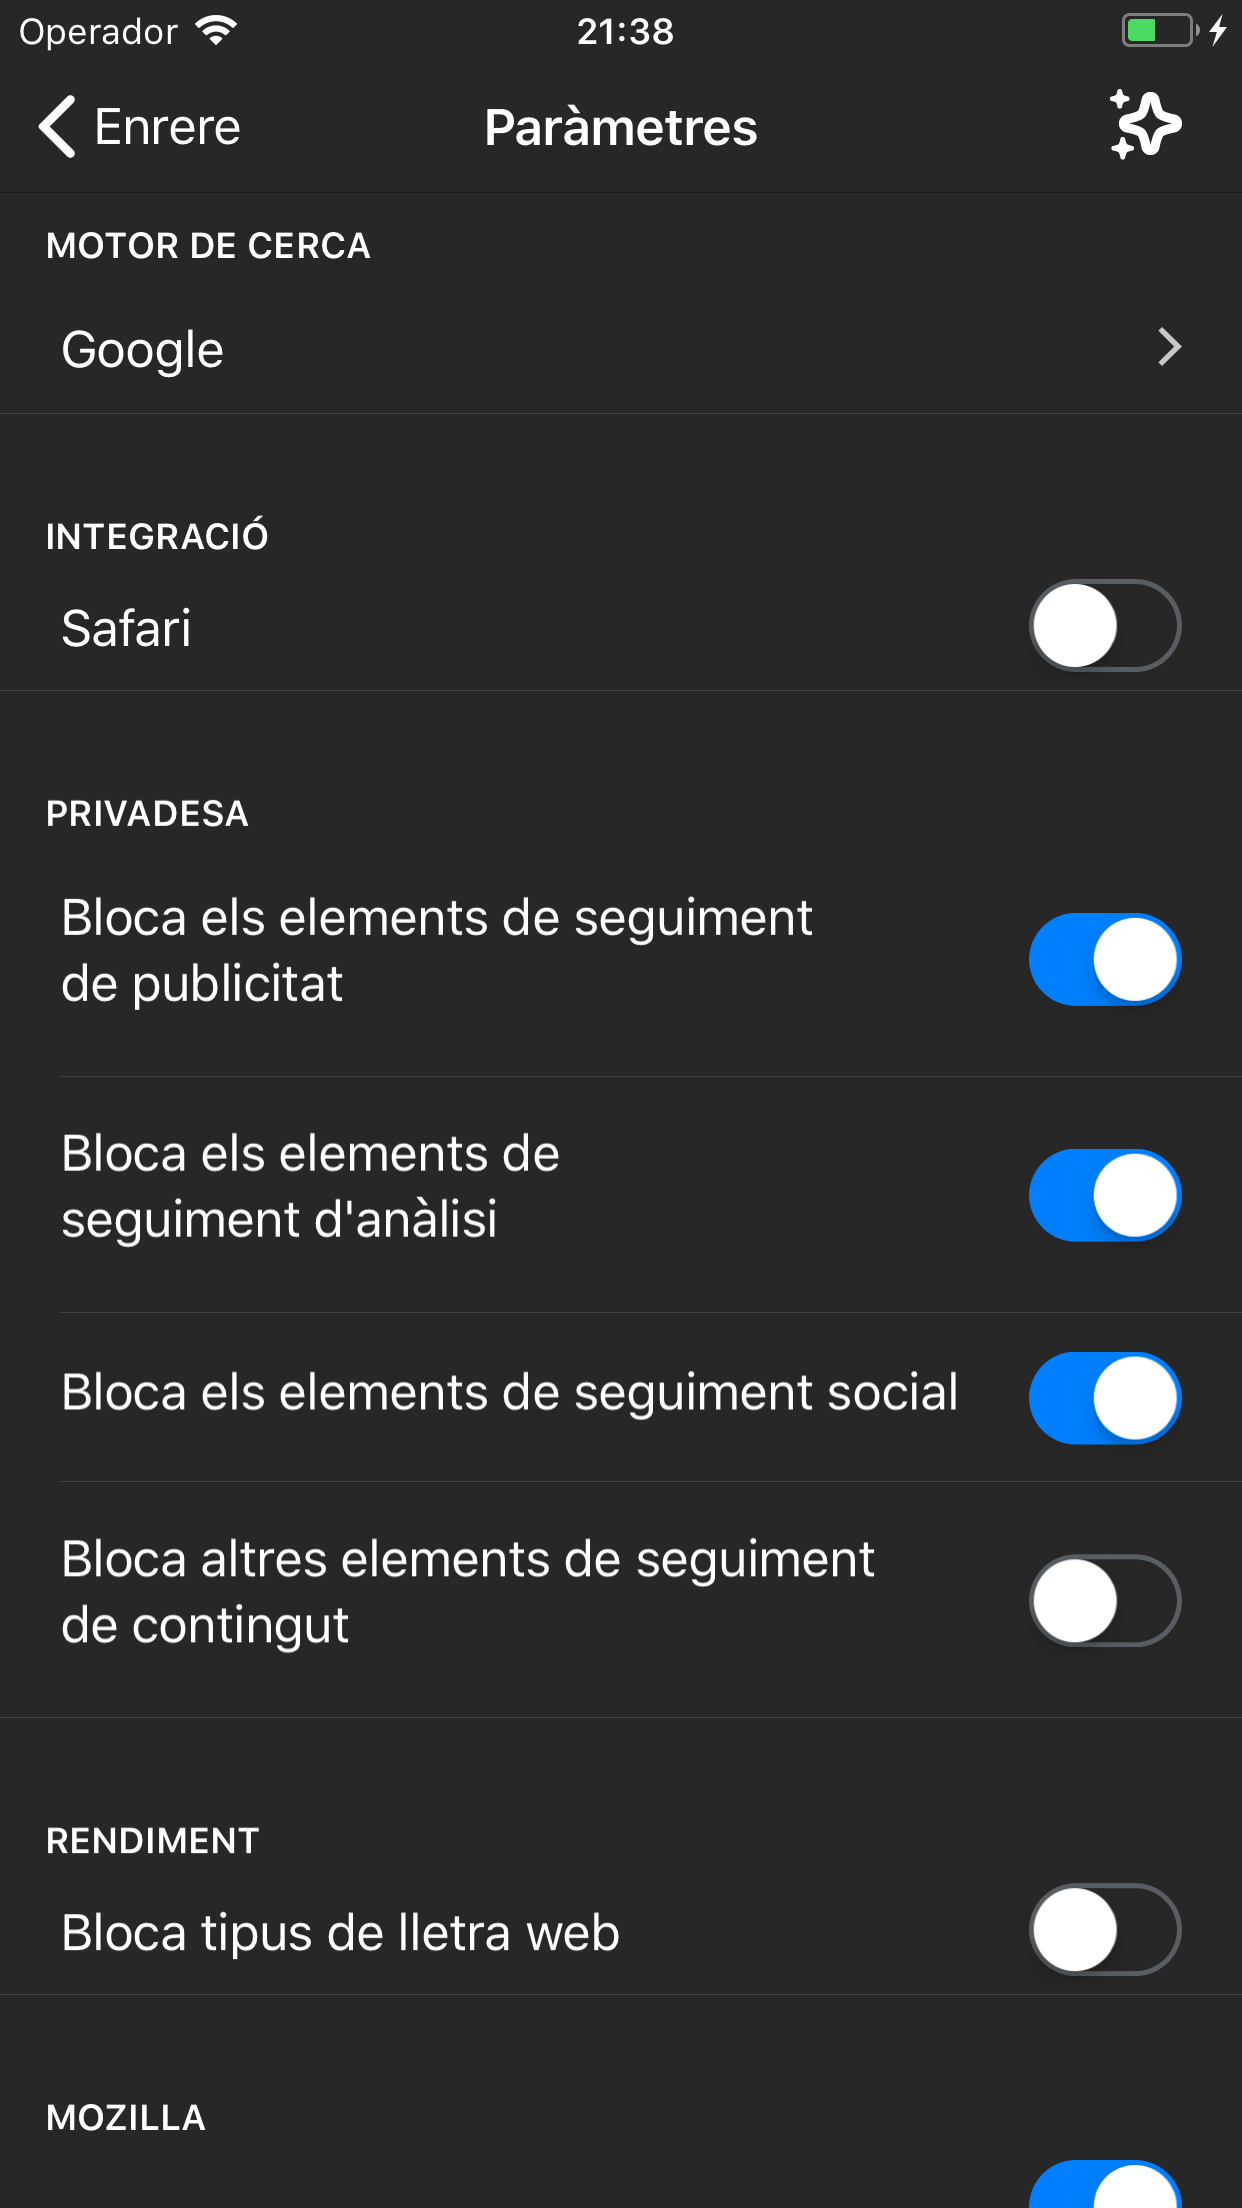 Operador
21:38
Enrere
Paràmetres
MOTOR DE CERCA
Google
INTEGRACIÓ
Safari
PRIVADESA
Bloca els elements de seguiment
de publicitat
Bloca els elements de
seguiment d'anàlisi
Bloca els elements de seguiment social
Bloca altres elements de seguiment
de contingut
RENDIMENT
Bloca tipus de lletra web
MOZILLA